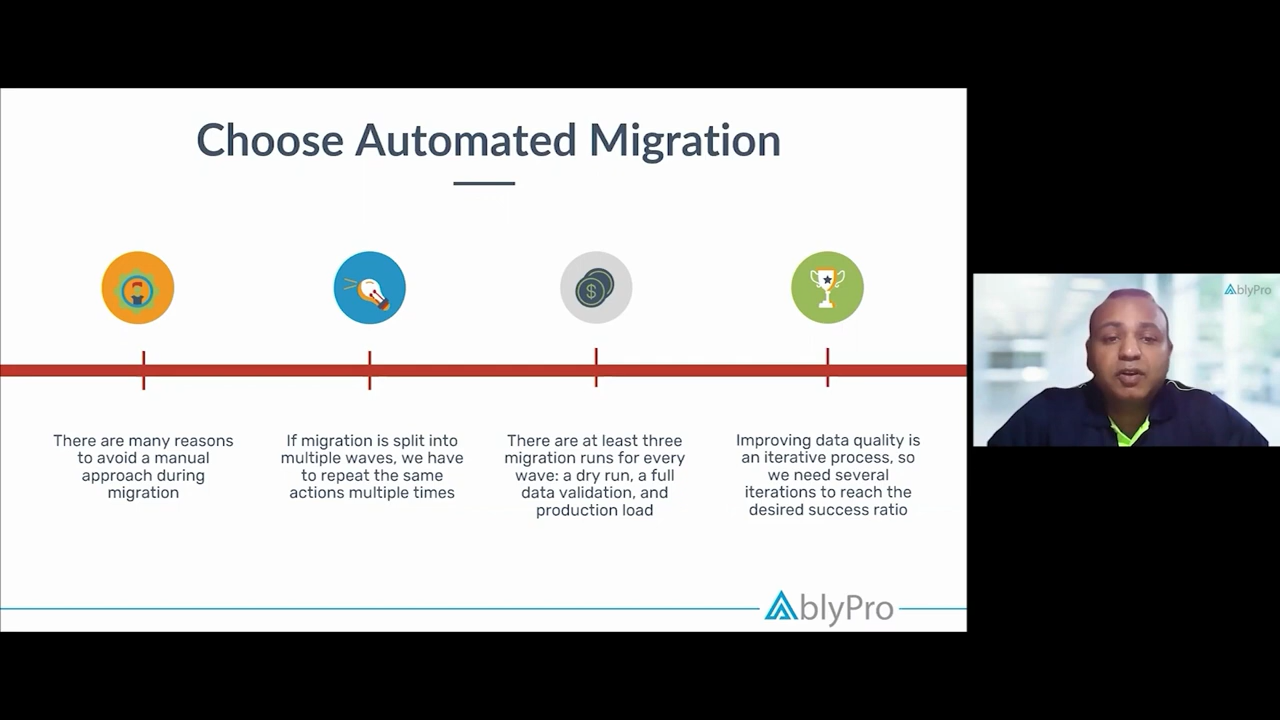 Choose Automated Migration
There are many reasons
to avoid a manual
approach during
migration
If migration is split into
multiple waves, we have
to repeat the same
actions multiple times
There are at least three
migration runs for every
wave: a dry run, a full
data validation, and
production load
Improving data quality is
an iterative process, so
we need several
iterations to reach the
desired success ratio
$
AblyPro
AblyPro